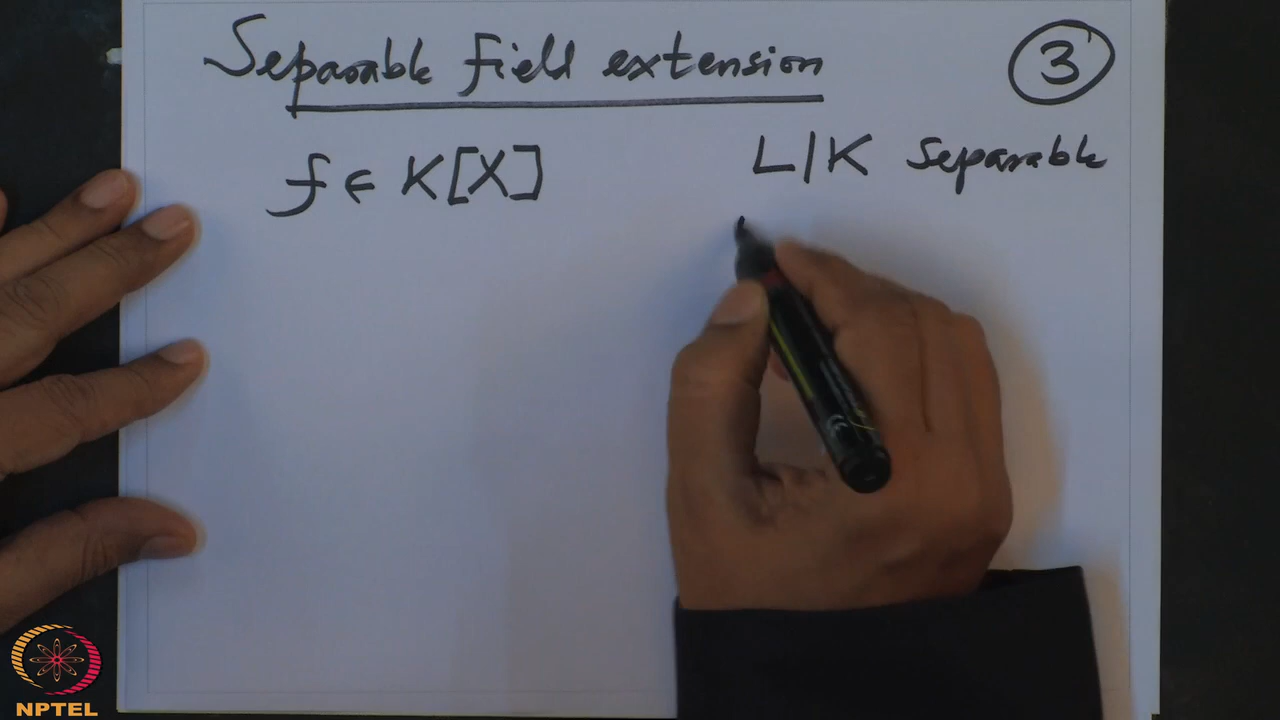 Separable field extension
3
f ∈ K[X]
L|K separable
NPTEL